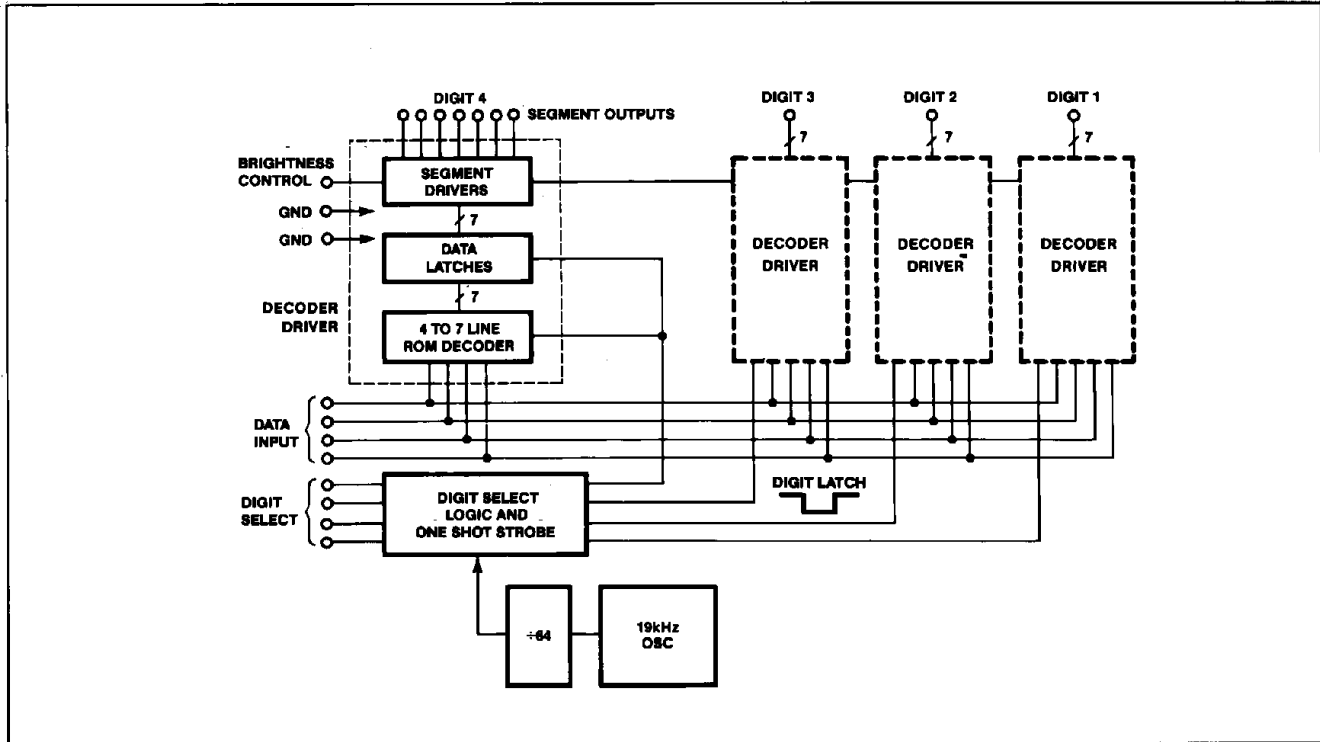 DIGIT 4
SEGMENT OUTPUTS
DIGIT 3
DIGIT 2
DIGIT 1
7
7
7
BRIGHTNESS
CONTROL
SEGMENT
DRIVERS
GND
GND
7
DATA
LATCHES
7
DECODER
DRIVER
4 TO 7 LINE
ROM DECODER
DECODER
DRIVER
DECODER
DRIVER
DECODER
DRIVER
DATA
INPUT
DIGIT
SELECT
DIGIT SELECT
LOGIC AND
ONE SHOT STROBE
DIGIT LATCH
÷64
19kHz
OSC